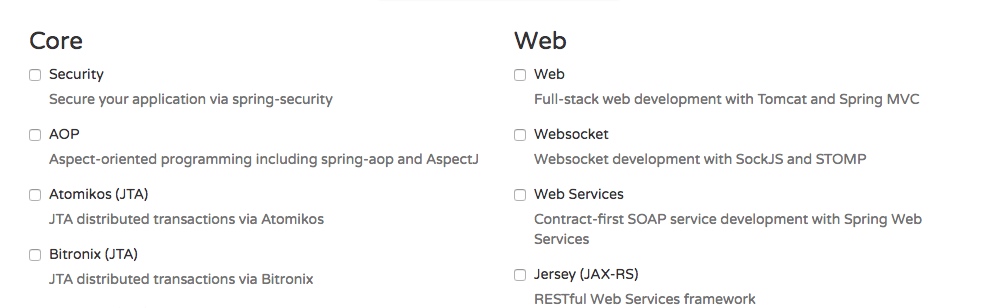 Core
Security
Secure your application via spring-security
AOP
Aspect-oriented programming including spring-aop and AspectJ
Atomikos (JTA)
JTA distributed transactions via Atomikos
Bitronix (JTA)
JTA distributed transactions via Bitronix
Web
Web
Full-stack web development with Tomcat and Spring MVC
Websocket
Websocket development with SockJS and STOMP
Web Services
Contract-first SOAP service development with Spring Web
Services
Jersey (JAX-RS)
RESTful Web Services framework